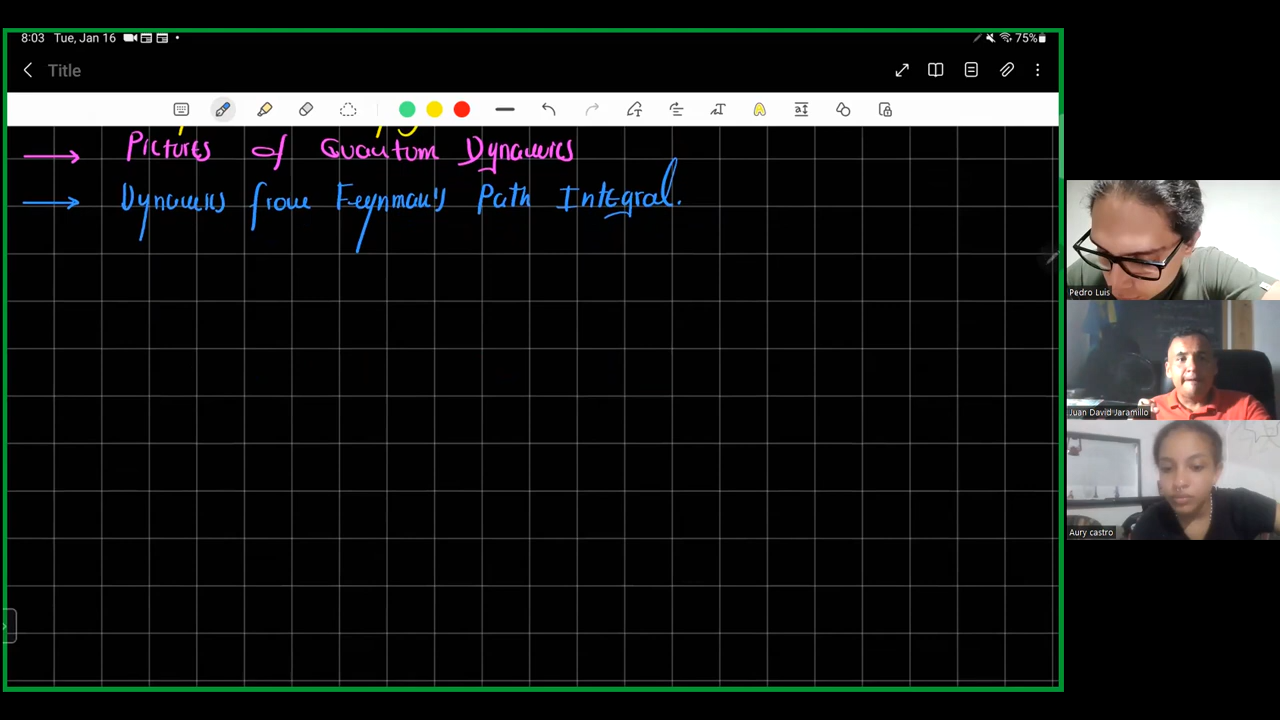 8:03 Tue, Jan 16 75%
Title
→ Pictures of Quantum Dynamics
→ Dynamics from Feynman's Path Integral.
Pedro Luis
Juan David Jaramillo
Aury castro